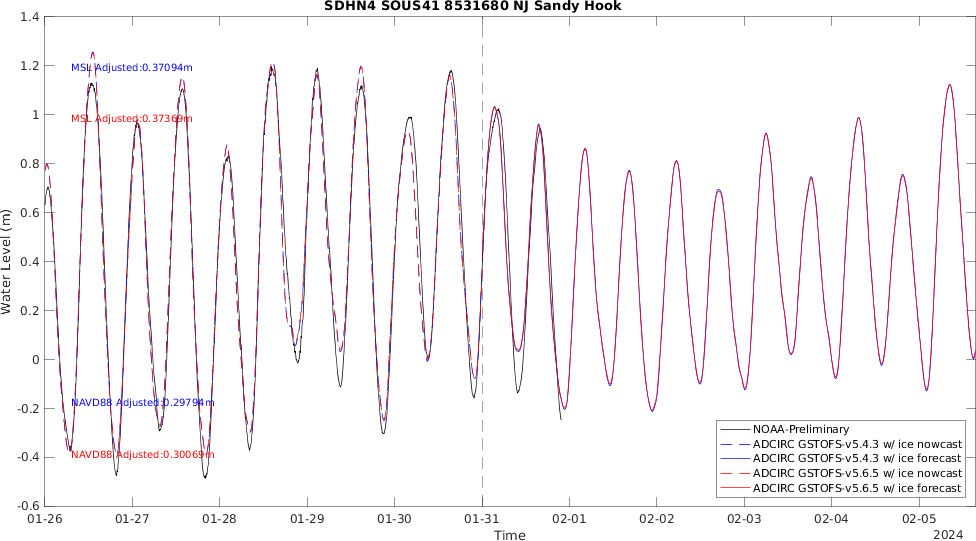 SDHN4 SOUS41 8531680 NJ Sandy Hook
1.4
1.2
1
0.8
0.6
0.4
0.2
0
-0.2
-0.4
-0.6
Water Level (m)
MSL Adjusted:0.37094m
MSL Adjusted:0.37369m
NAVD88 Adjusted:0.29794m
NAVD88 Adjusted:0.30069m
NOAA-Preliminary
ADCIRC GSTOFS-v5.4.3 w/ ice nowcast
ADCIRC GSTOFS-v5.4.3 w/ ice forecast
ADCIRC GSTOFS-v5.6.5 w/ ice nowcast
ADCIRC GSTOFS-v5.6.5 w/ ice forecast
01-26 01-27 01-28 01-29 01-30 01-31 02-01 02-02 02-03 02-04 02-05
Time
2024